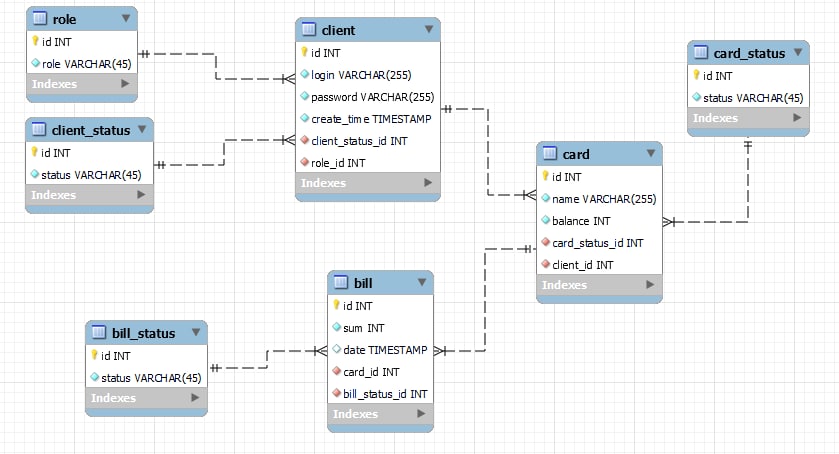 role
id INT
role VARCHAR(45)
Indexes
client_status
id INT
status VARCHAR(45)
Indexes
client
id INT
login VARCHAR(255)
password VARCHAR(255)
create_time TIMESTAMP
client_status_id INT
role_id INT
Indexes
card_status
id INT
status VARCHAR(45)
Indexes
card
id INT
name VARCHAR(255)
balance INT
card_status_id INT
client_id INT
Indexes
bill
id INT
sum INT
date TIMESTAMP
card_id INT
bill_status_id INT
Indexes
bill_status
id INT
status VARCHAR(45)
Indexes